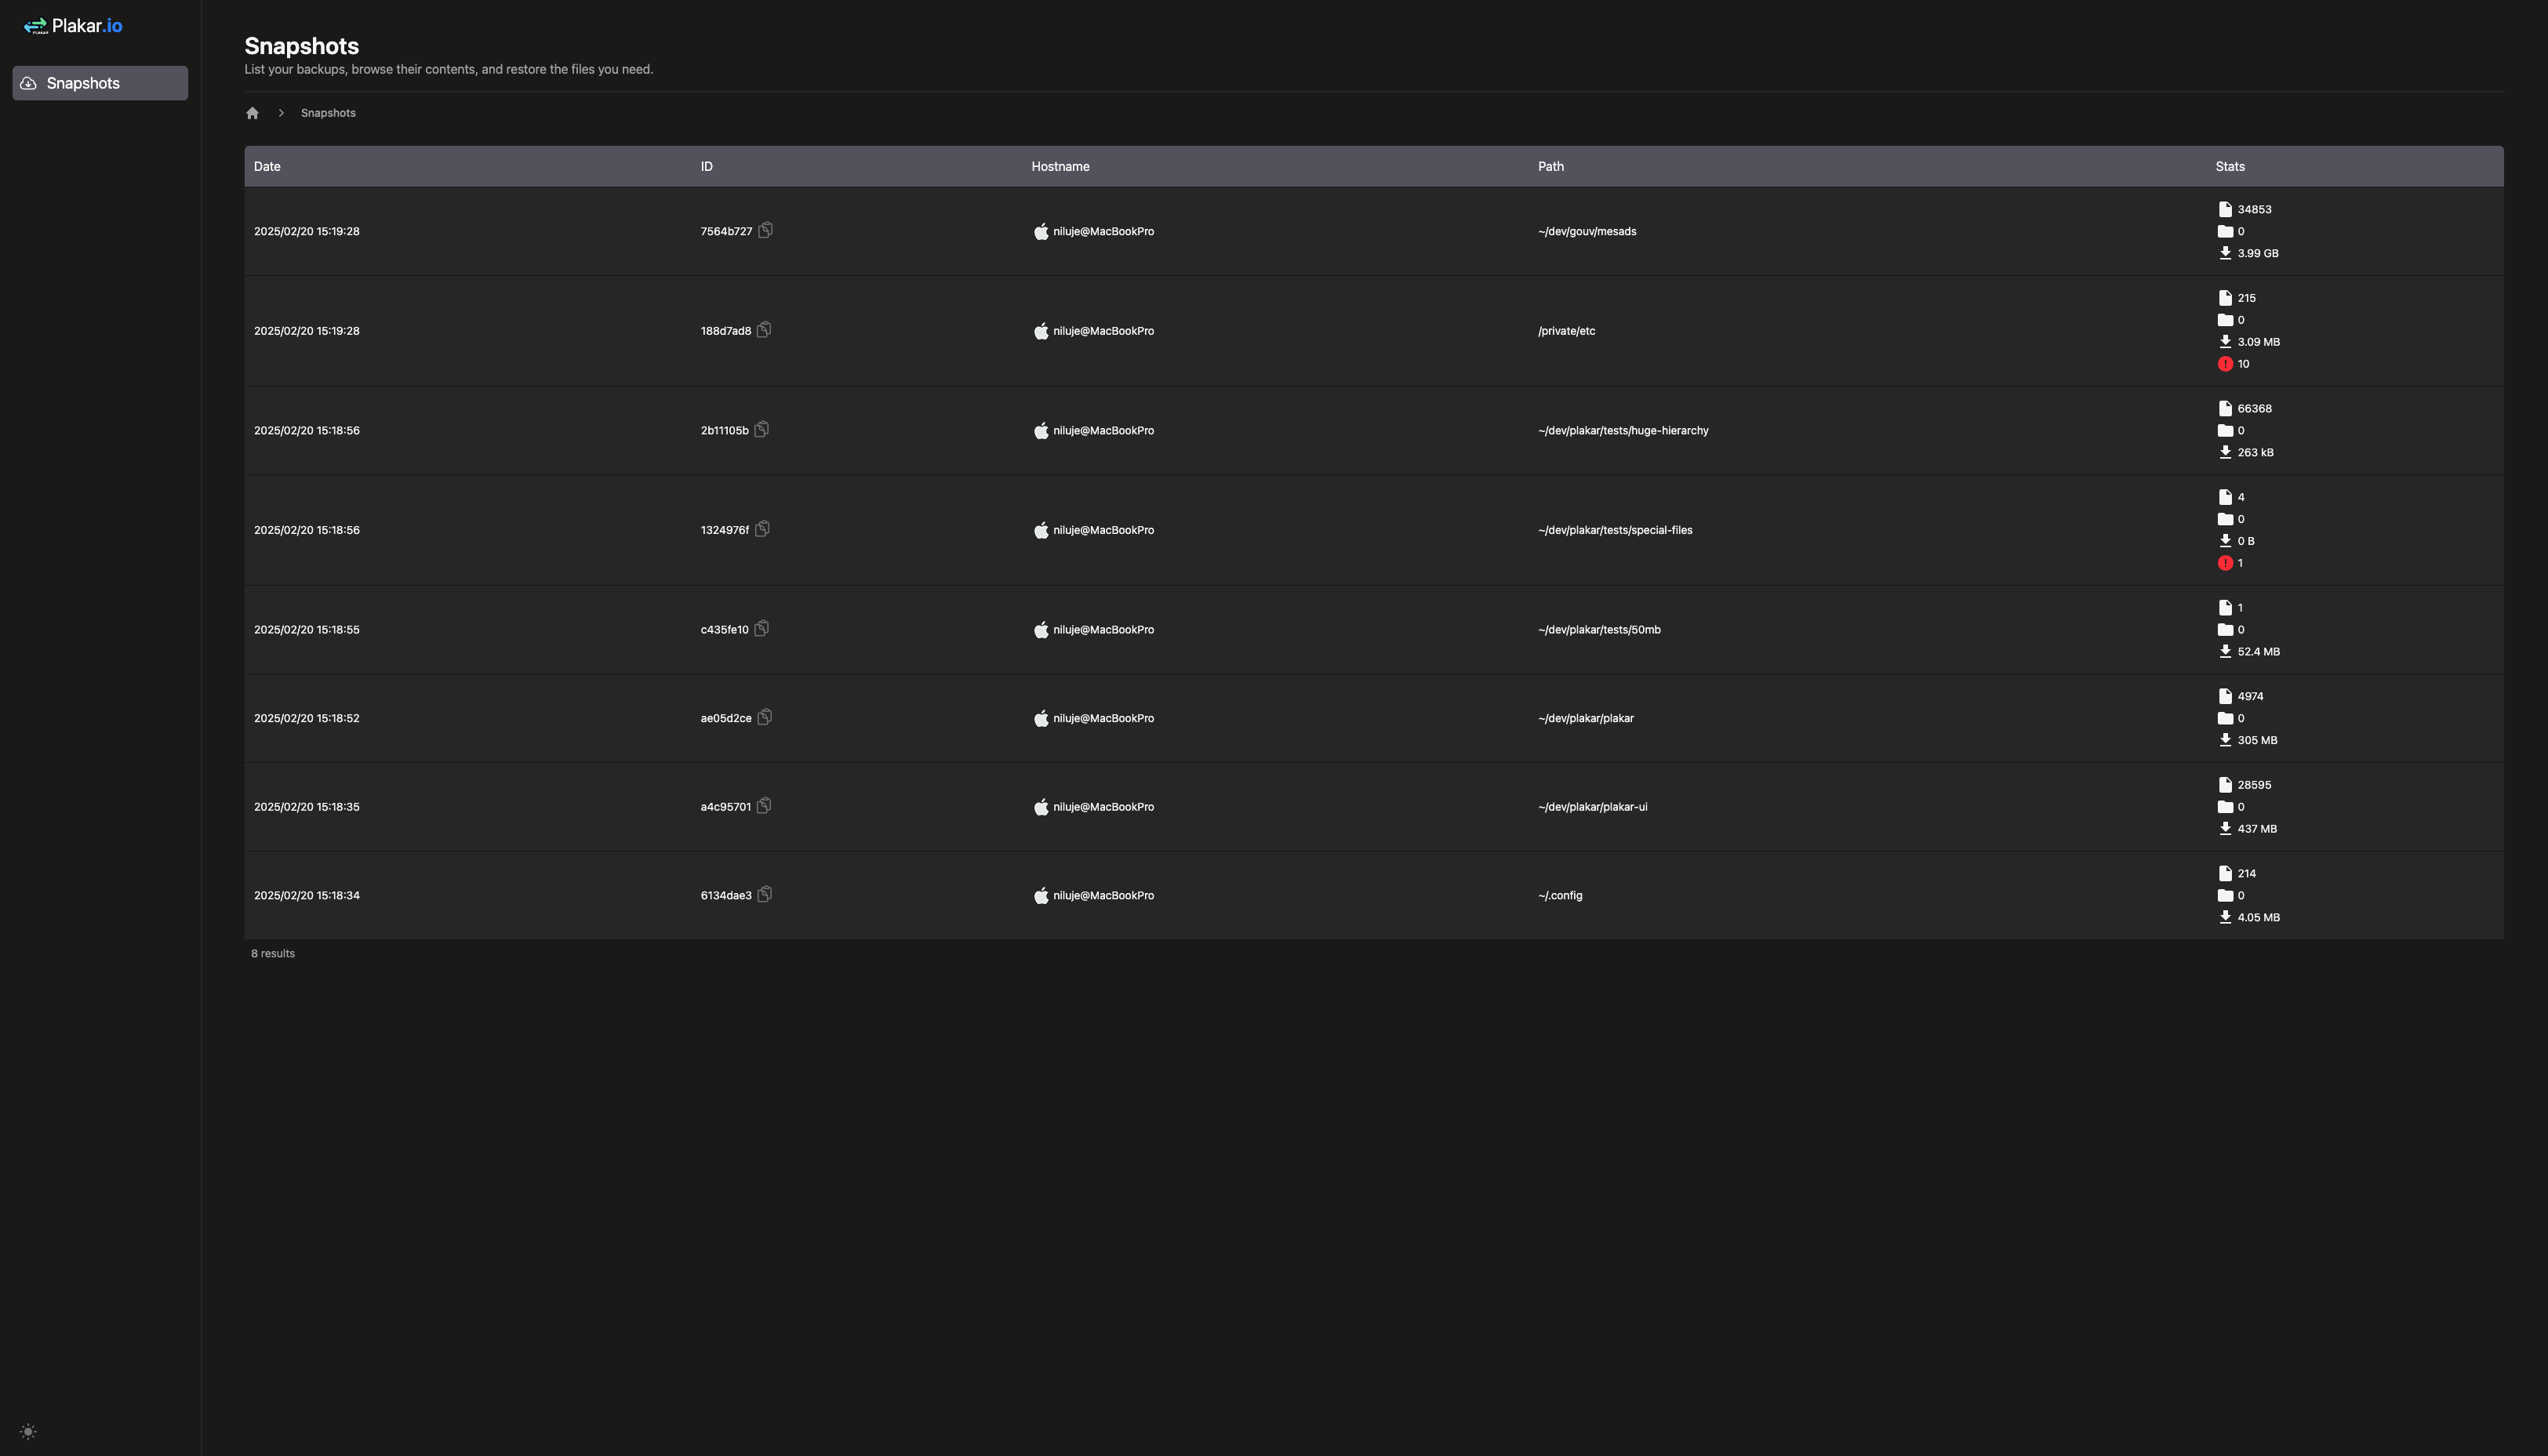 Plakar.io
Snapshots
Snapshots
List your backups, browse their contents, and restore the files you need.
Snapshots
Date ID Hostname Path Stats
34853
2025/02/20 15:19:28 7564b727 niluje@MacBookPro ~/dev/gouv/mesads 0
3.99 GB
215
0
2025/02/20 15:19:28 188d7ad8 niluje@MacBookPro /private/etc
3.09 MB
10
66368
2025/02/20 15:18:56 2b11105b niluje@MacBookPro ~/dev/plakar/tests/huge-hierarchy 0
263 kB
4
0
2025/02/20 15:18:56 1324976f niluje@MacBookPro ~/dev/plakar/tests/special-files
0 B
1
1
2025/02/20 15:18:55 c435fe10 niluje@MacBookPro ~/dev/plakar/tests/50mb 0
52.4 MB
4974
2025/02/20 15:18:52 ae05d2ce niluje@MacBookPro ~/dev/plakar/plakar 0
305 MB
28595
2025/02/20 15:18:35 a4c95701 niluje@MacBookPro ~/dev/plakar/plakar-ui 0
437 MB
214
2025/02/20 15:18:34 6134dae3 niluje@MacBookPro ~/.config 0
4.05 MB
8 results